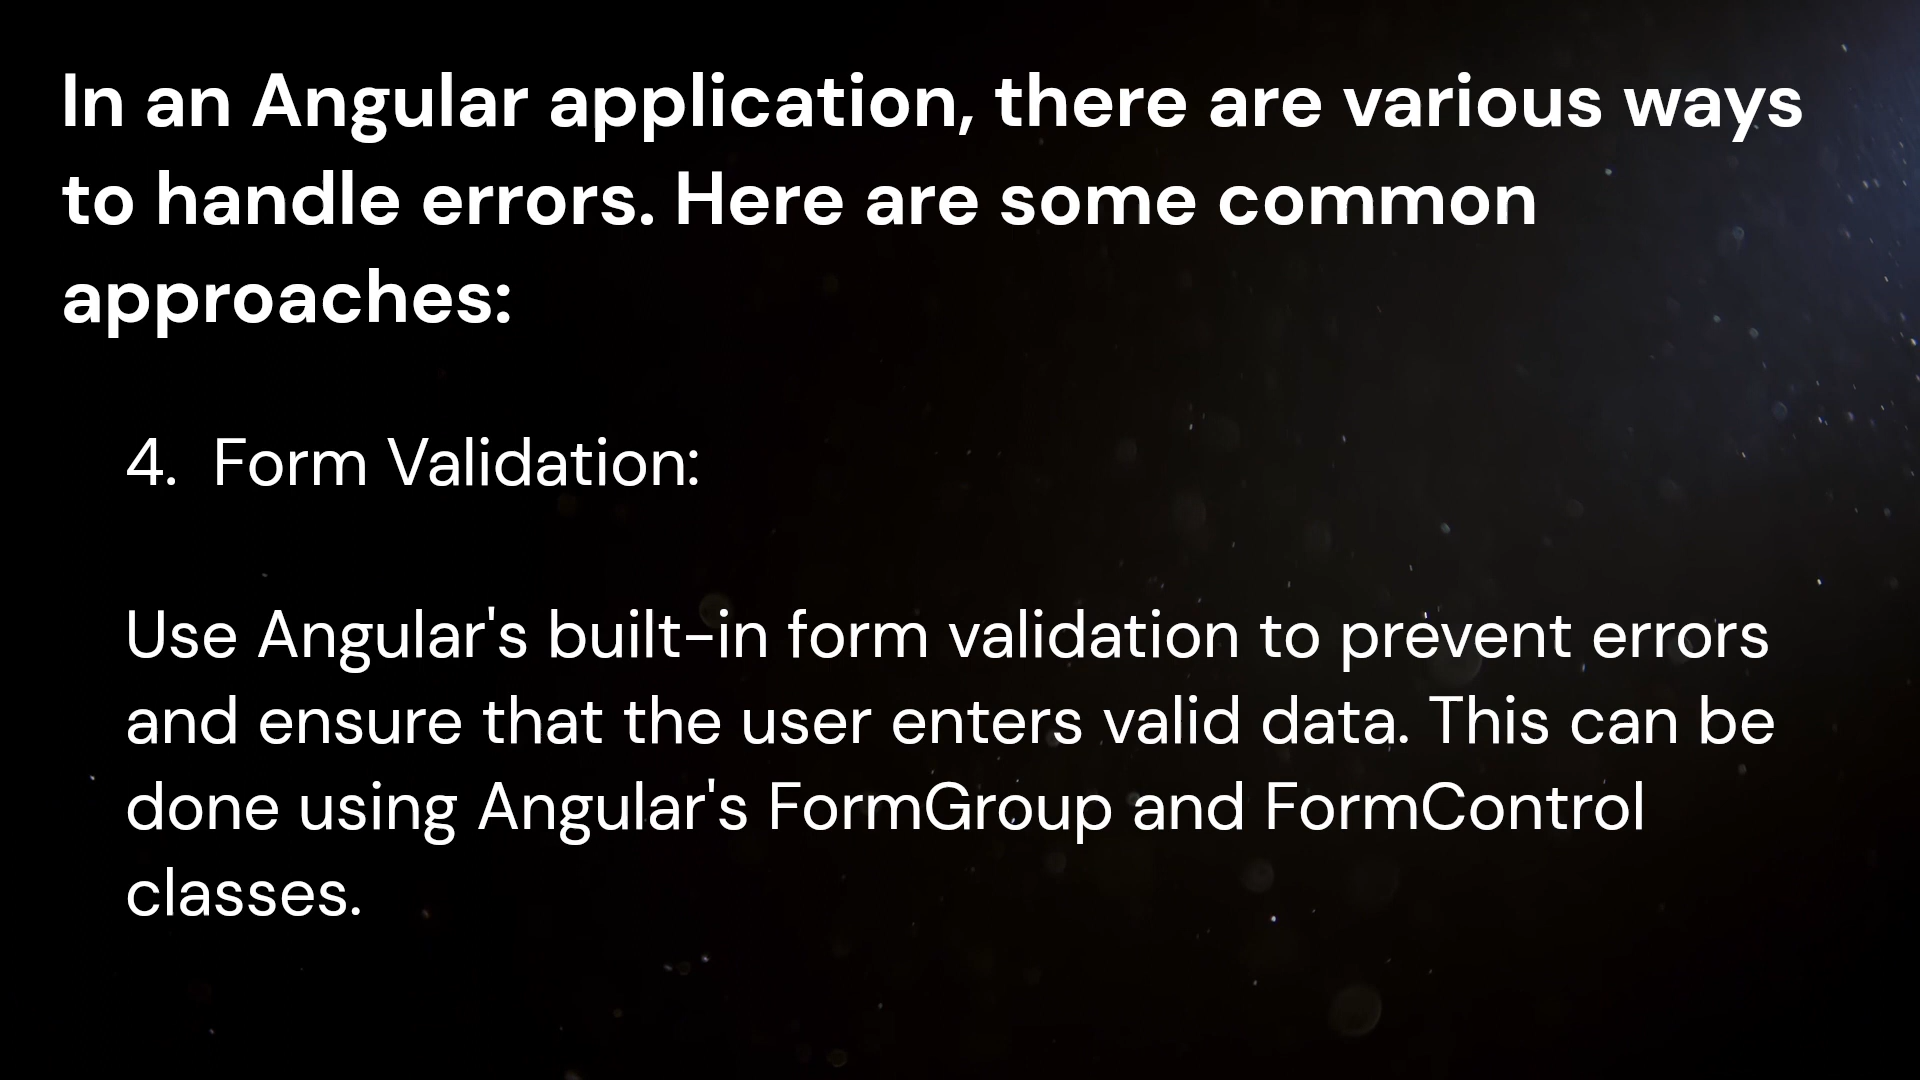 In an Angular application, there are various ways
to handle errors. Here are some common
approaches:
4. Form Validation:
Use Angular's built-in form validation to prevent errors
and ensure that the user enters valid data. This can be
done using Angular's FormGroup and FormControl
classes.